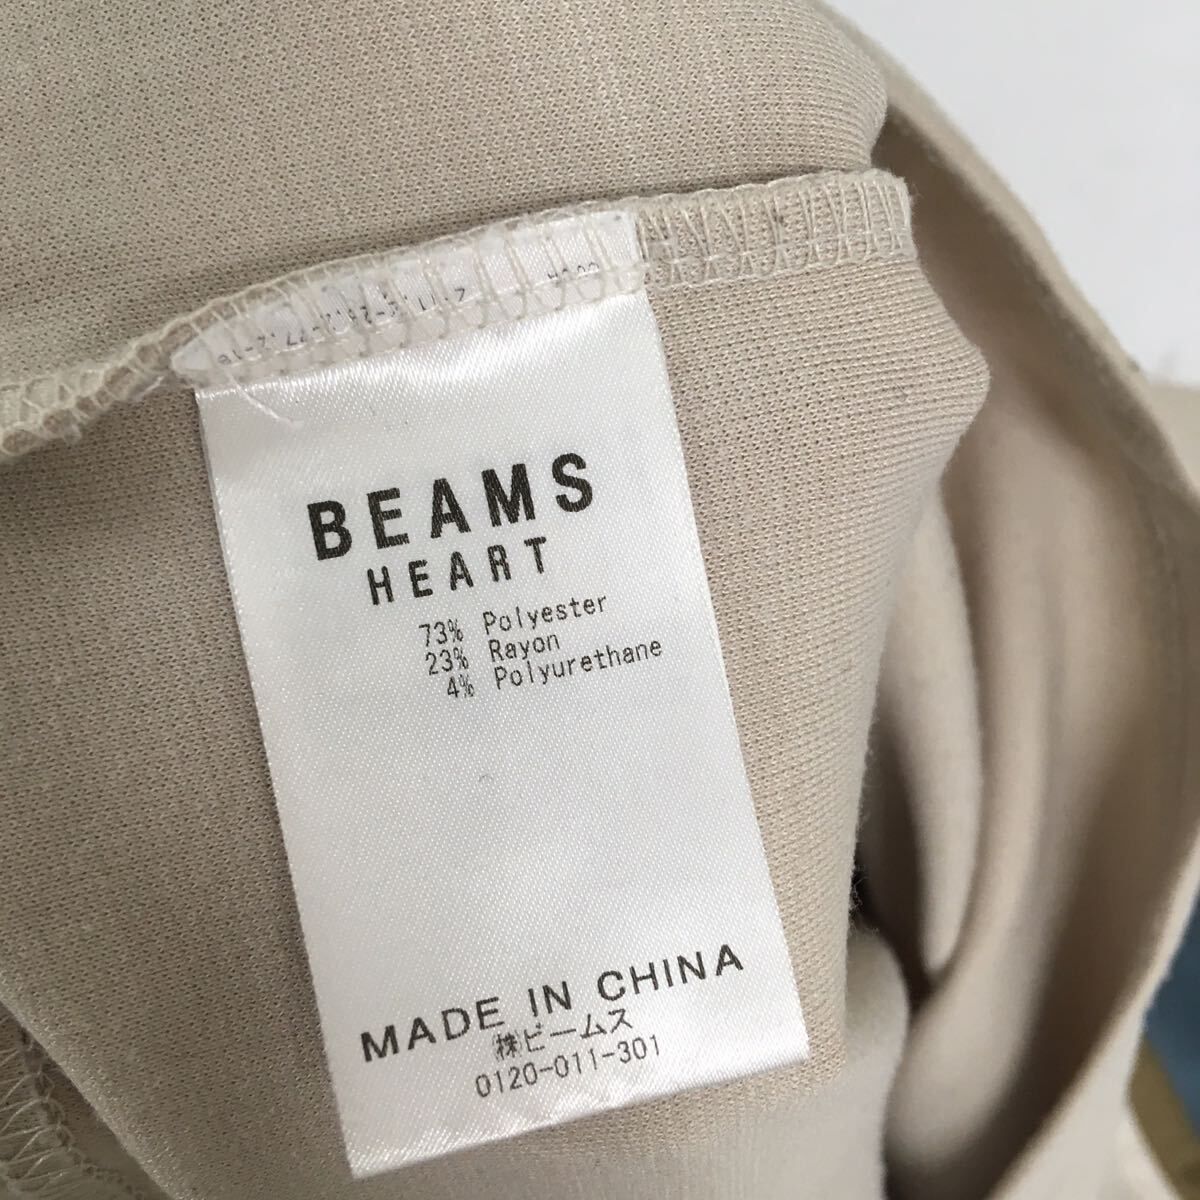 BEAMS
HEART
73% Polyester
23% Rayon
4% Polyurethane
MADE IN CHINA
㈱ビームス
0120-011-301